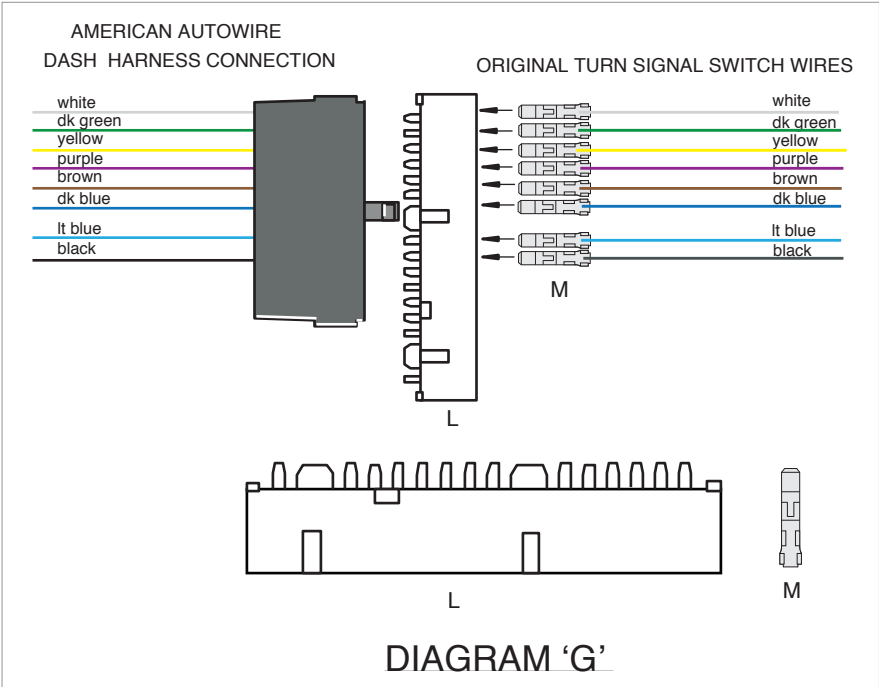 AMERICAN AUTOWIRE
DASH HARNESS CONNECTION
ORIGINAL TURN SIGNAL SWITCH WIRES
white
dk green
yellow
purple
brown
dk blue
lt blue
black
white
dk green
yellow
purple
brown
dk blue
lt blue
black
M
L
L
M
DIAGRAM ‘G’